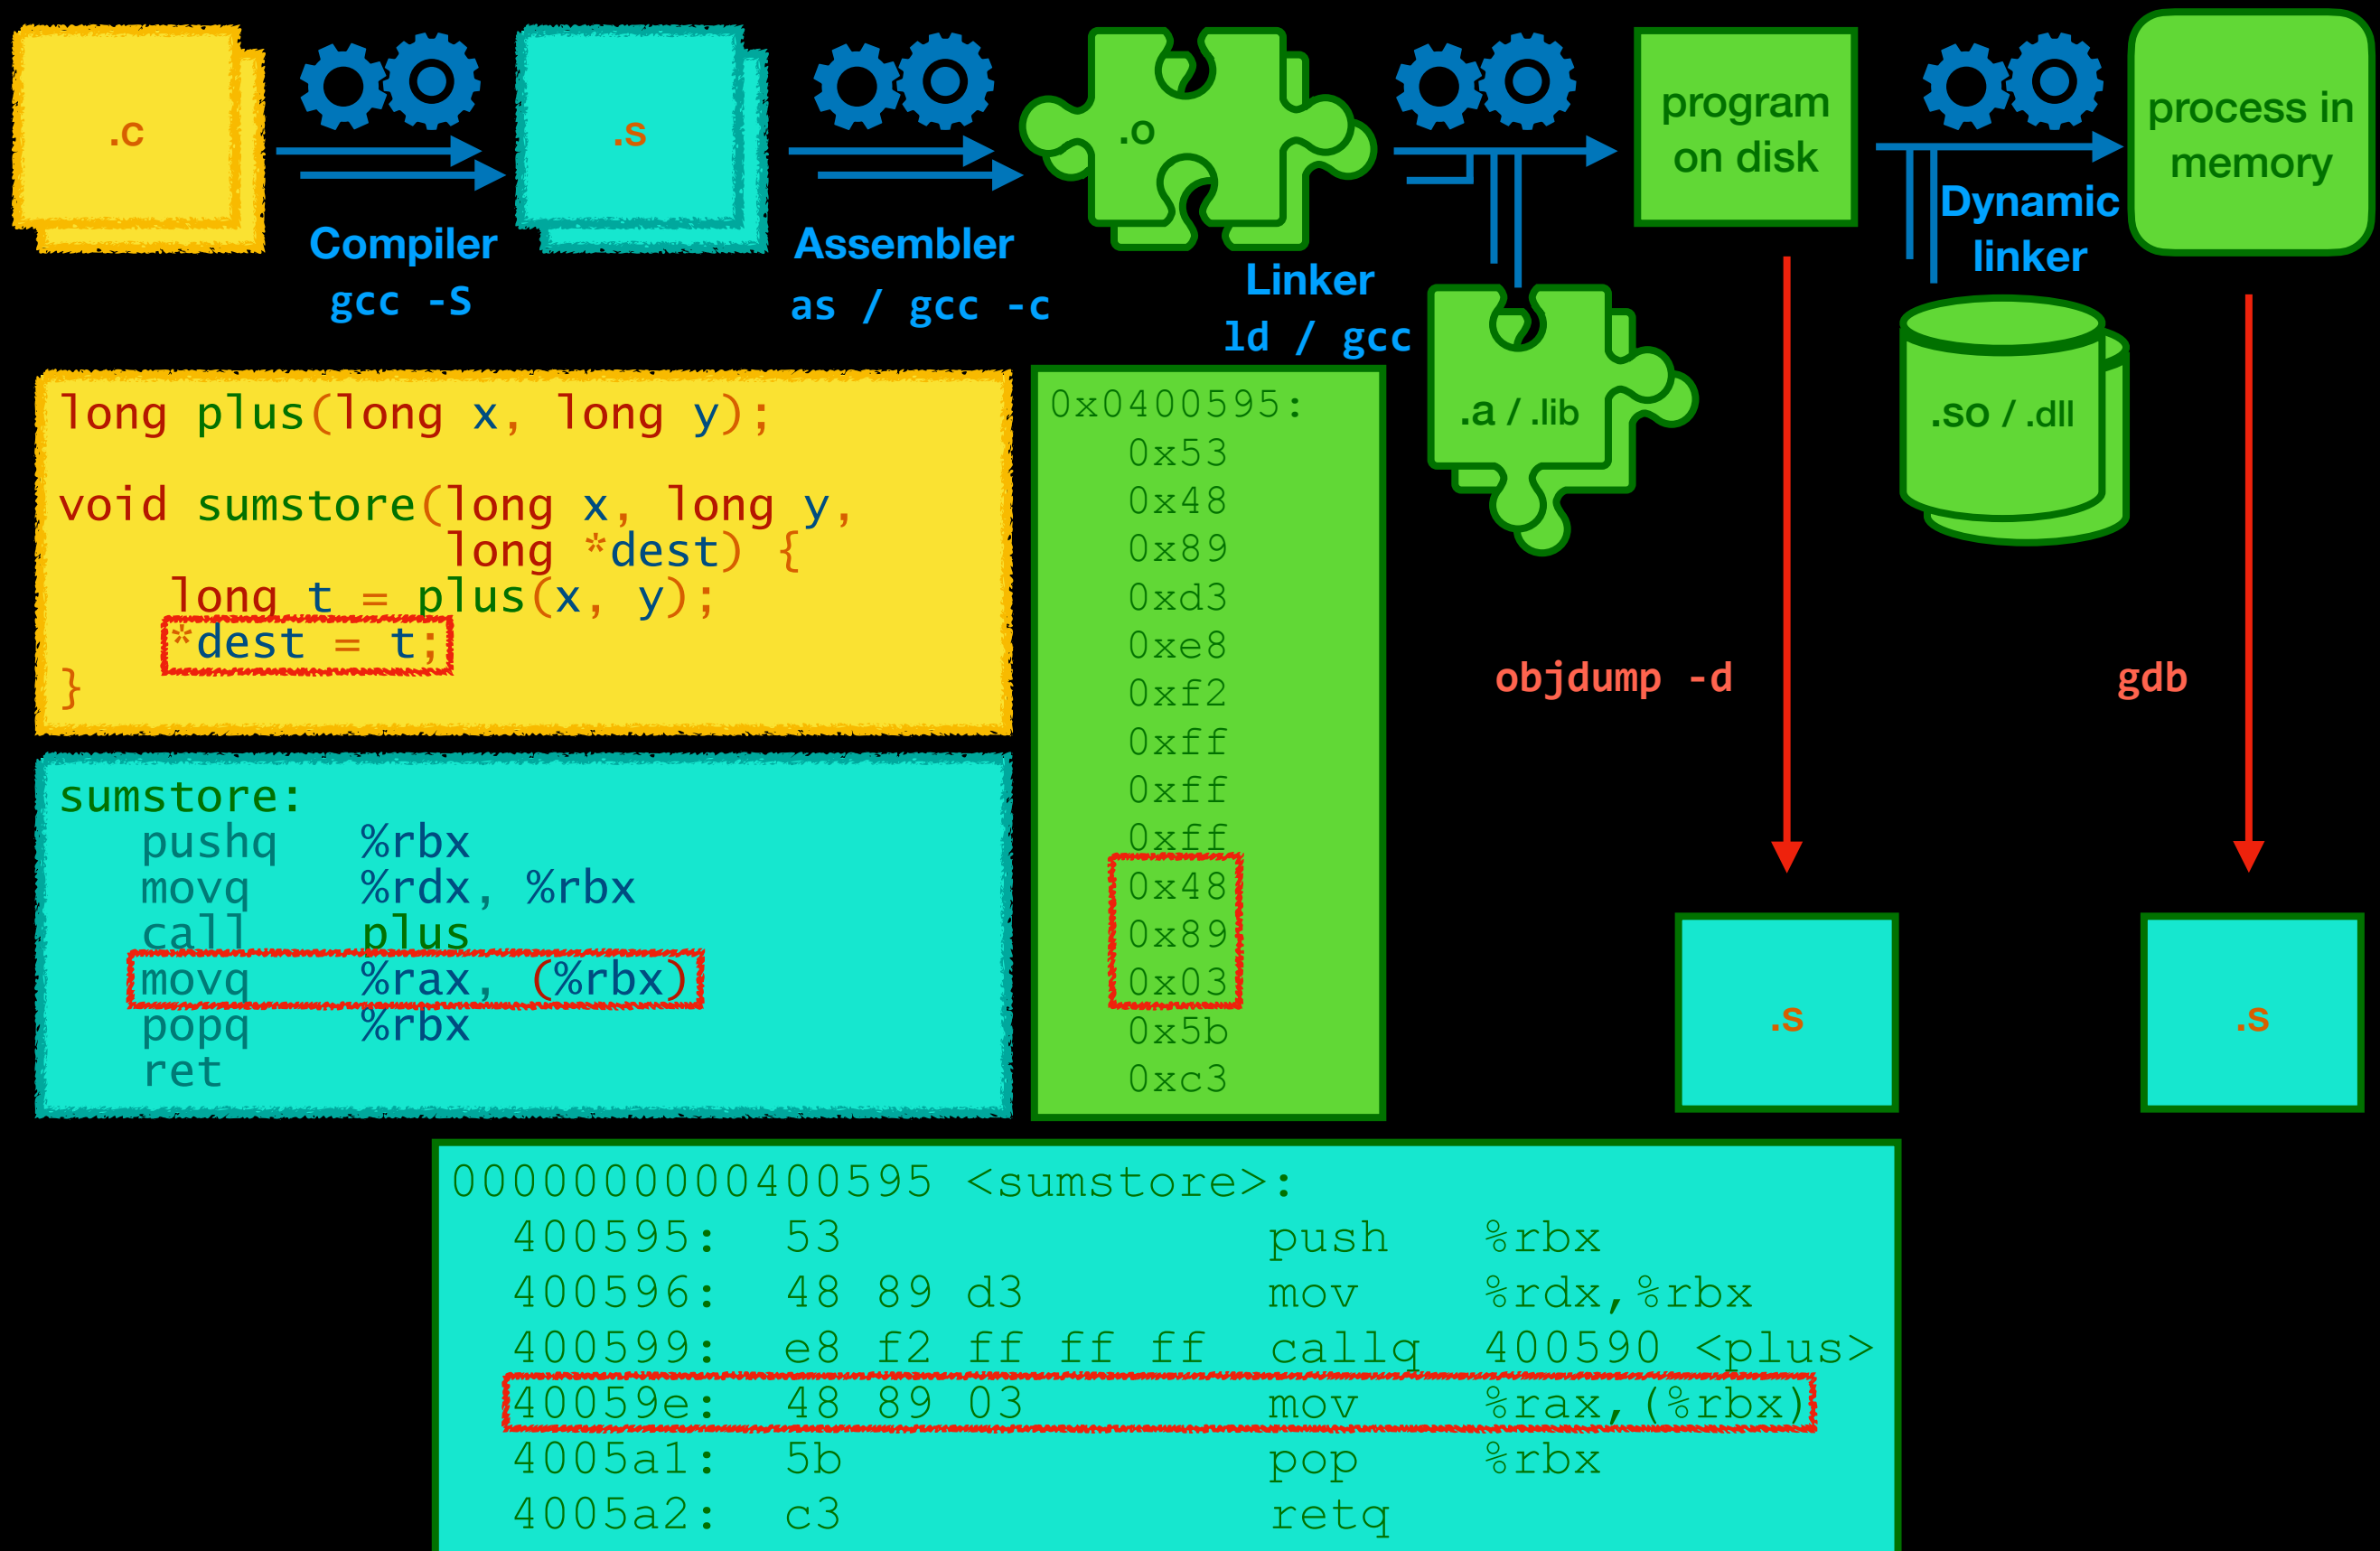 .c
Compiler
gcc -S
.s
Assembler
as / gcc -c
.o
Linker
ld / gcc
.a / .lib
program
on disk
Dynamic
linker
.so / .dll
process in
memory
long plus(long x, long y);
void sumstore(long x, long y,
long *dest) {
long t = plus(x, y);
*dest = t;
}
sumstore:
pushq %rbx
movq %rdx, %rbx
call plus
movq %rax, (%rbx)
popq %rbx
ret
0x0400595:
0x53
0x48
0x89
0xd3
0xe8
0xf2
0xff
0xff
0xff
0x48
0x89
0x03
0x5b
0xc3
objdump -d
gdb
.s
.s
0000000000400595 <sumstore>:
400595: 53 push %rbx
400596: 48 89 d3 mov %rdx,%rbx
400599: e8 f2 ff ff ff callq 400590 <plus>
40059e: 48 89 03 mov %rax,(%rbx)
4005a1: 5b pop %rbx
4005a2: c3 retq